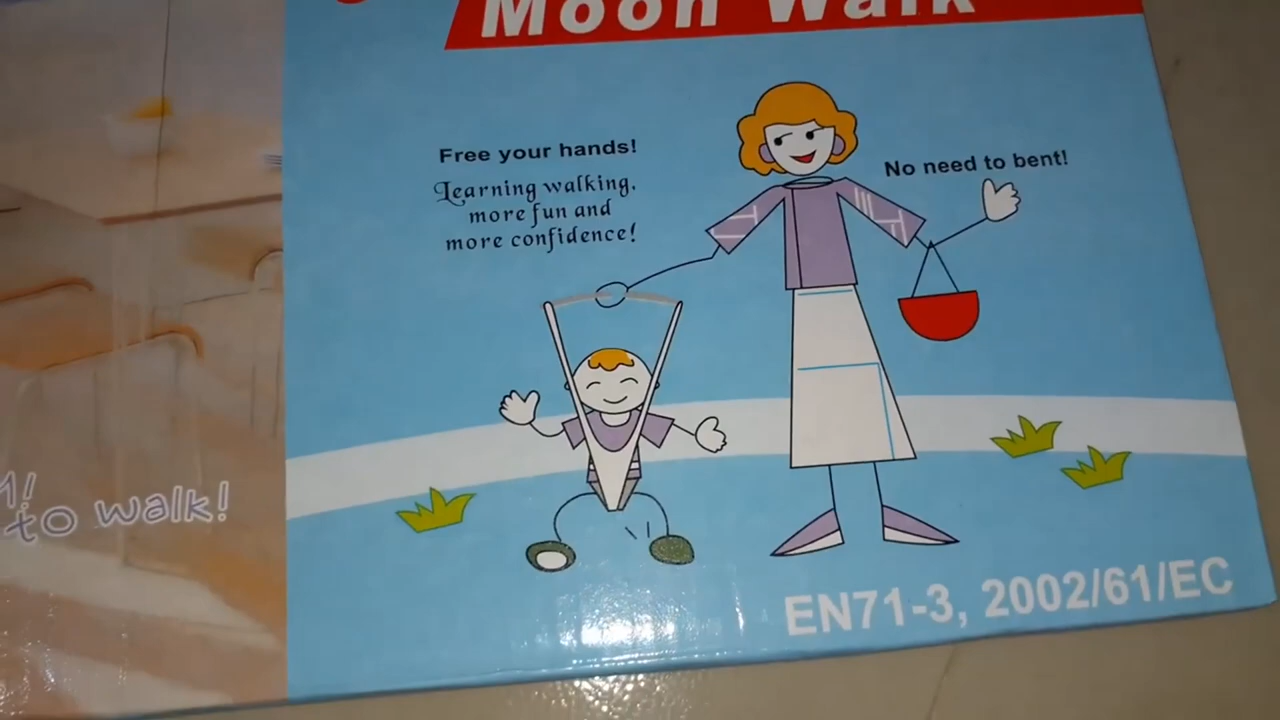 Moon Walk
Free your hands!
No need to bent!
Learning walking,
more fun and
more confidence!
to walk!
EN71-3, 2002/61/EC